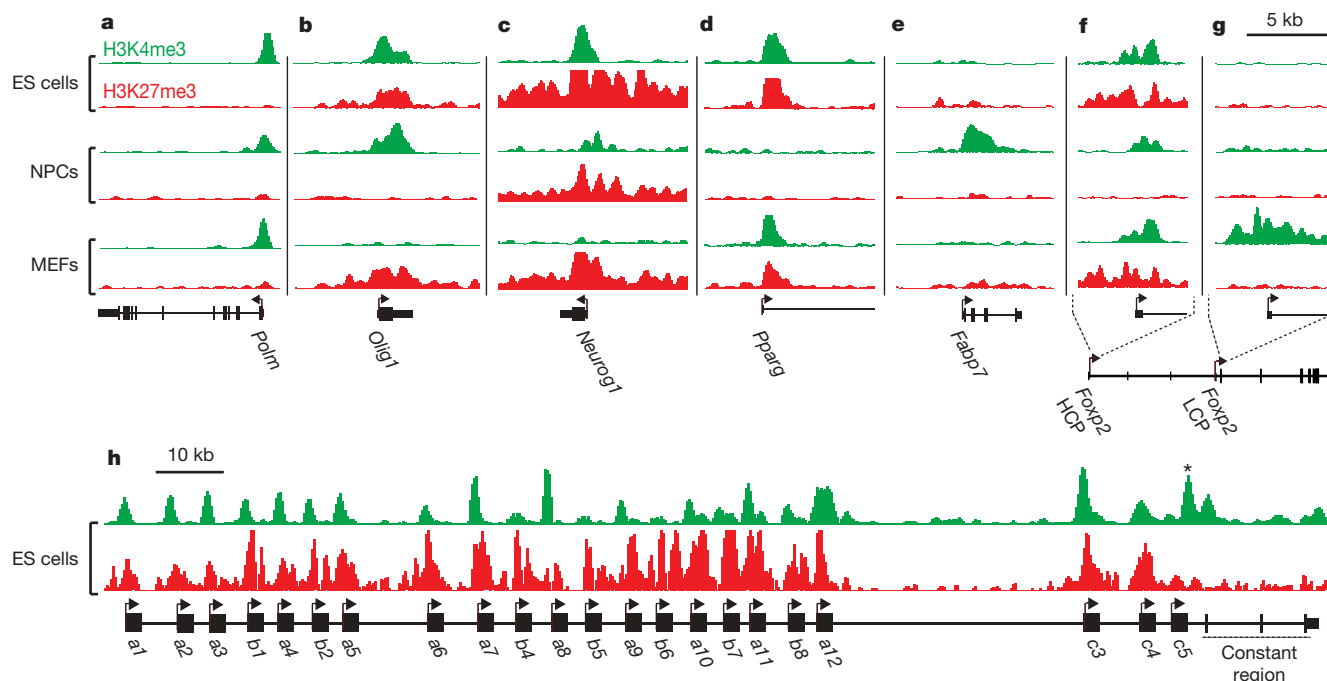 a b c d e f g 5 kb
H3K4me3
ES cells
H3K27me3
NPCs
MEFs
Polm
Olig1
Neurog1
Pparg
Fabp7
Foxp2
HCP
Foxp2
LCP
h
10 kb
*
ES cells
a1 a2 a3 b1 a4 b2 a5 a6 a7 b4 a8 b5 a9 b6 a10 b7 a11 b8 a12 c3 c4 c5
Constant
region